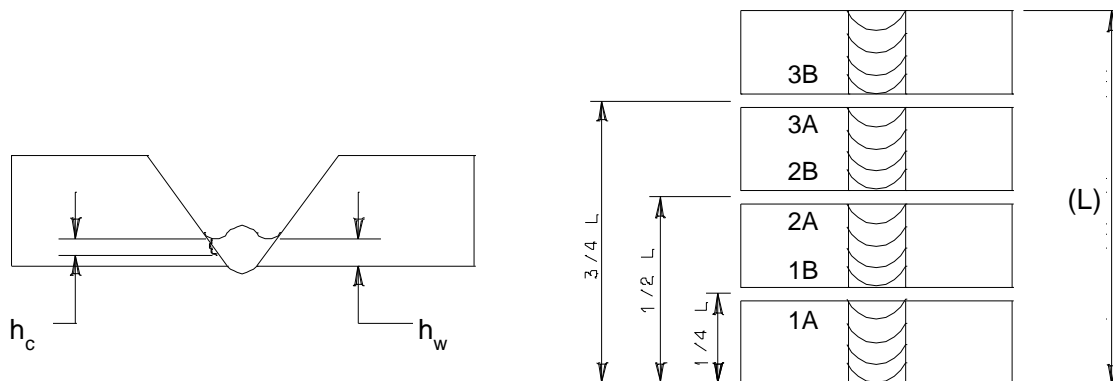 h_c
h_w
3B
3A
2B
2A
1B
1A
3/4 L
1/2 L
1/4 L
(L)